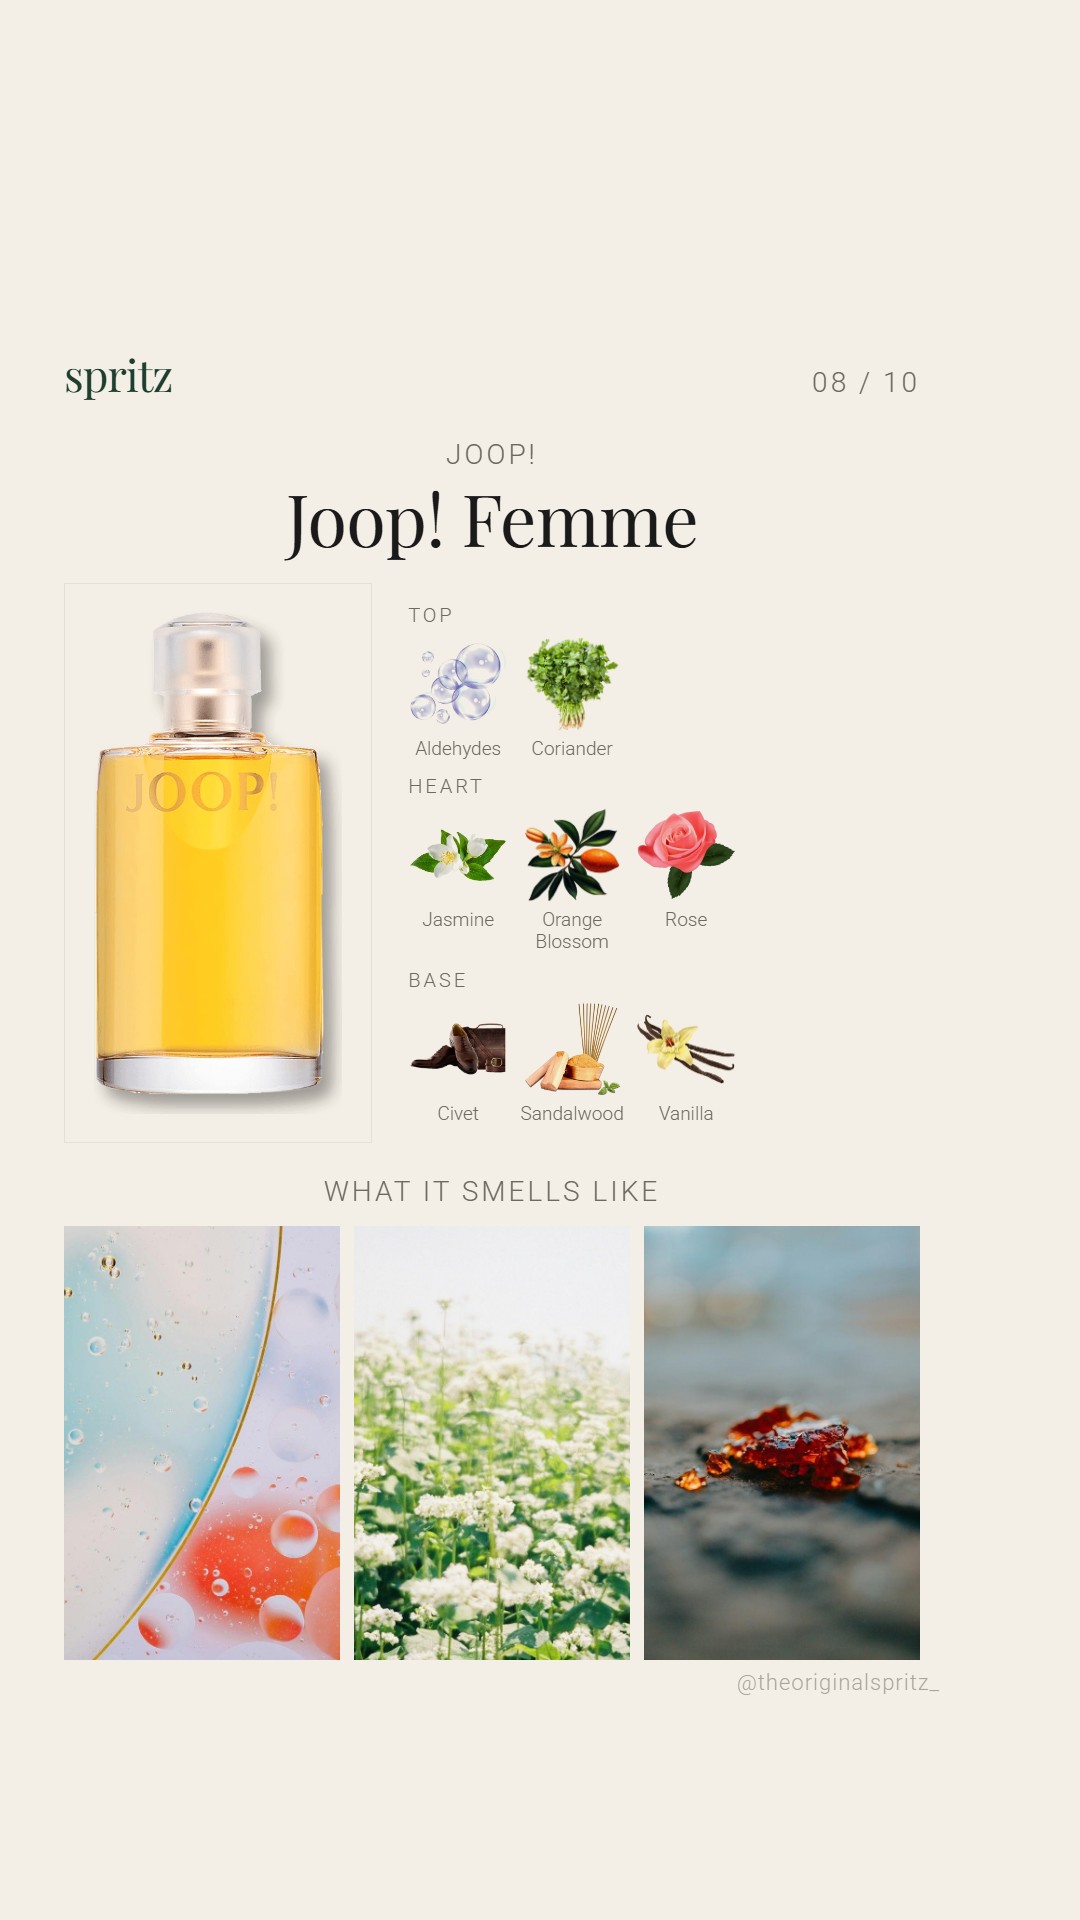 spritz
08 / 10
JOOP!
Joop! Femme
JOOP!
TOP
Aldehydes
Coriander
HEART
Jasmine
Orange
Blossom
Rose
BASE
Civet
Sandalwood
Vanilla
WHAT IT SMELLS LIKE
@theoriginalspritz_